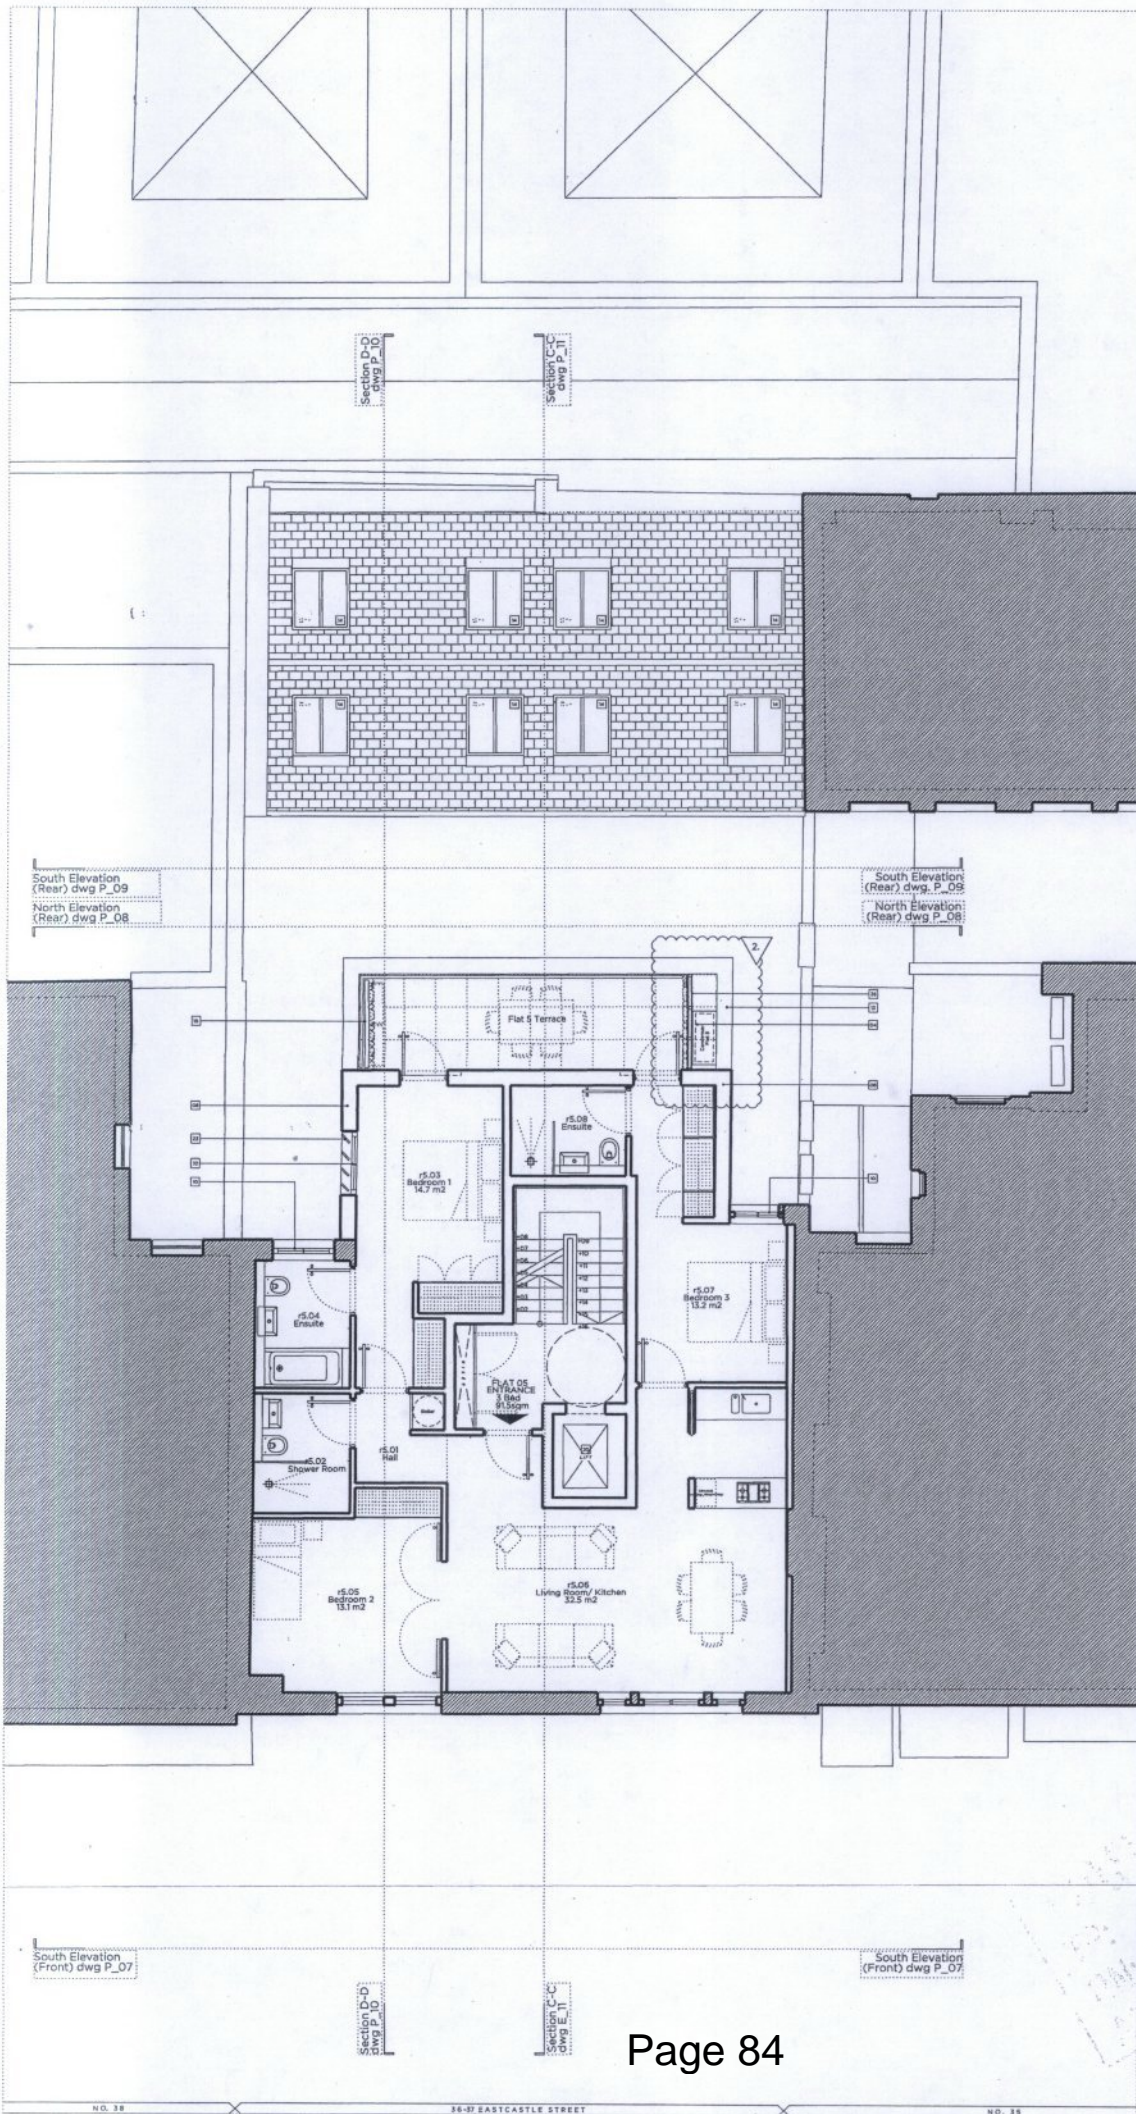 Section D-D
dwg P_10
Section C-C
dwg P_11
South Elevation
(Rear) dwg P_09
South Elevation
(Rear) dwg. P_09
North Elevation
(Rear) dwg P_08
North Elevation
(Rear) dwg P_08
2.
Flat 5 Terrace
r5.08
Ensuite
r5.03
Bedroom 1
14.7 m2
r5.07
Bedroom 3
13.2 m2
r5.04
Ensuite
FLAT 05
ENTRANCE
3 Bed
91.5sqm
r5.01
Hall
r5.02
Shower Room
LIFT
r5.05
Bedroom 2
13.1 m2
r5.06
Living Room/ Kitchen
32.5 m2
South Elevation
(Front) dwg P_07
South Elevation
(Front) dwg P_07
Section D-D
dwg P_10
Section C-C
dwg E_11
Page 84
NO. 38
36-37 EASTCASTLE STREET
NO. 35